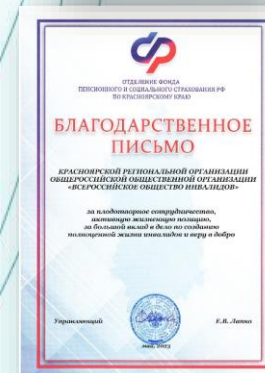 ОТДЕЛЕНИЕ ФОНДА
ПЕНСИОННОГО И СОЦИАЛЬНОГО СТРАХОВАНИЯ РФ
ПО КРАСНОЯРСКОМУ КРАЮ
БЛАГОДАРСТВЕННОЕ
ПИСЬМО
КРАСНОЯРСКОЙ РЕГИОНАЛЬНОЙ ОРГАНИЗАЦИИ
ОБЩЕРОССИЙСКОЙ ОБЩЕСТВЕННОЙ ОРГАНИЗАЦИИ
«ВСЕРОССИЙСКОЕ ОБЩЕСТВО ИНВАЛИДОВ»
за плодотворное сотрудничество,
активную жизненную позицию,
за большой вклад в дело по созданию
полноценной жизни инвалидов и веру в добро
Управляющий Е.В. Лапко
май, 2023